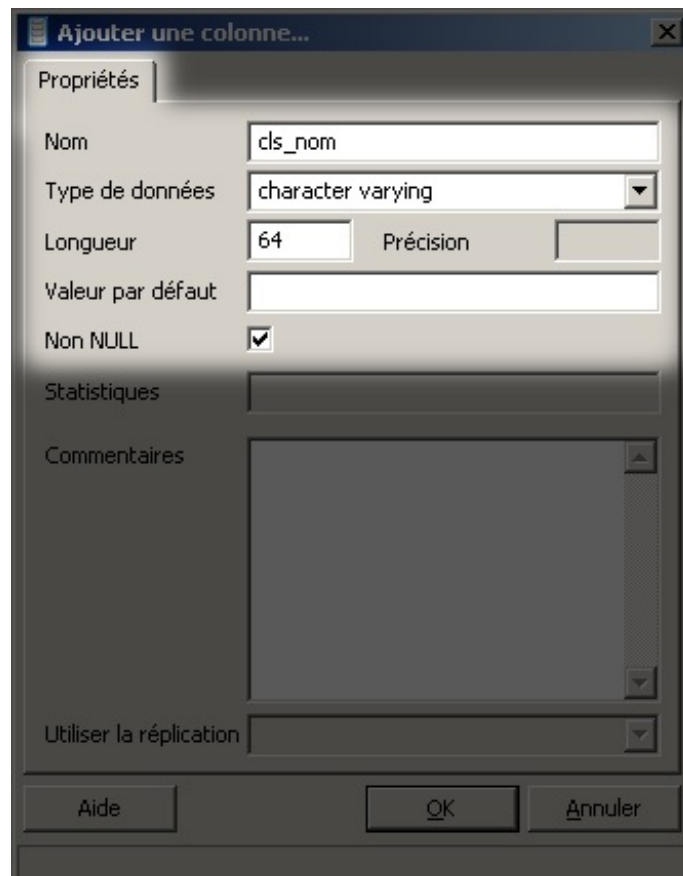 Ajouter une colonne...
Propriétés
Nom cls_nom
Type de données character varying
Longueur 64 Précision
Valeur par défaut
Non NULL
Statistiques
Commentaires
Utiliser la réplication
Aide OK Annuler